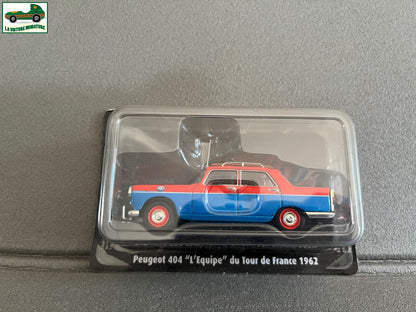 LA VOITURE MINIATURE
Peugeot 404 "L'Equipe" du Tour de France 1962